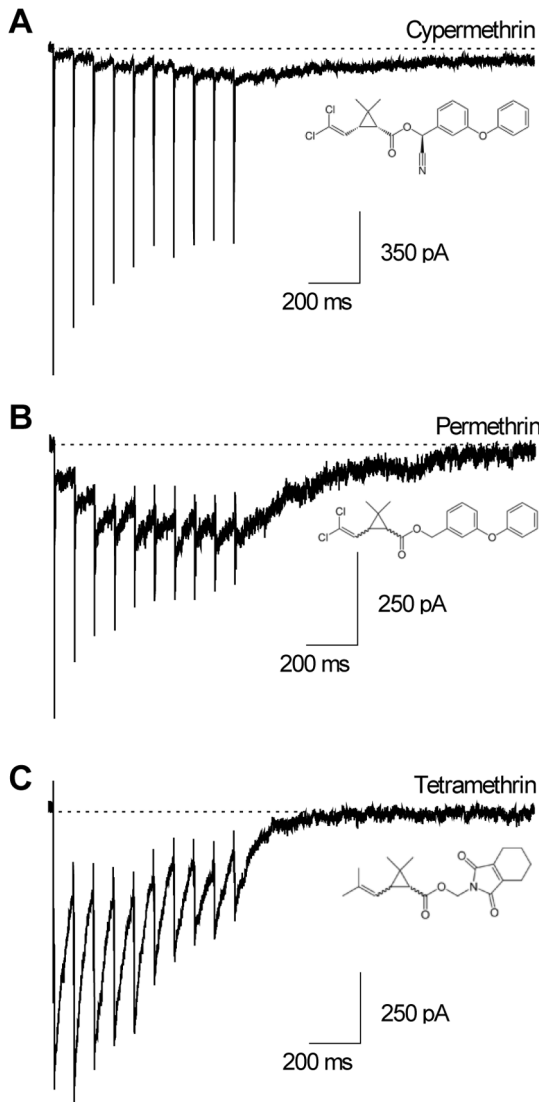 A
Cypermethrin
Cl
Cl
O
O
O
N
350 pA
200 ms
B
Permethrin
Cl
Cl
O
O
O
250 pA
200 ms
C
Tetramethrin
O
O
N
O
O
250 pA
200 ms